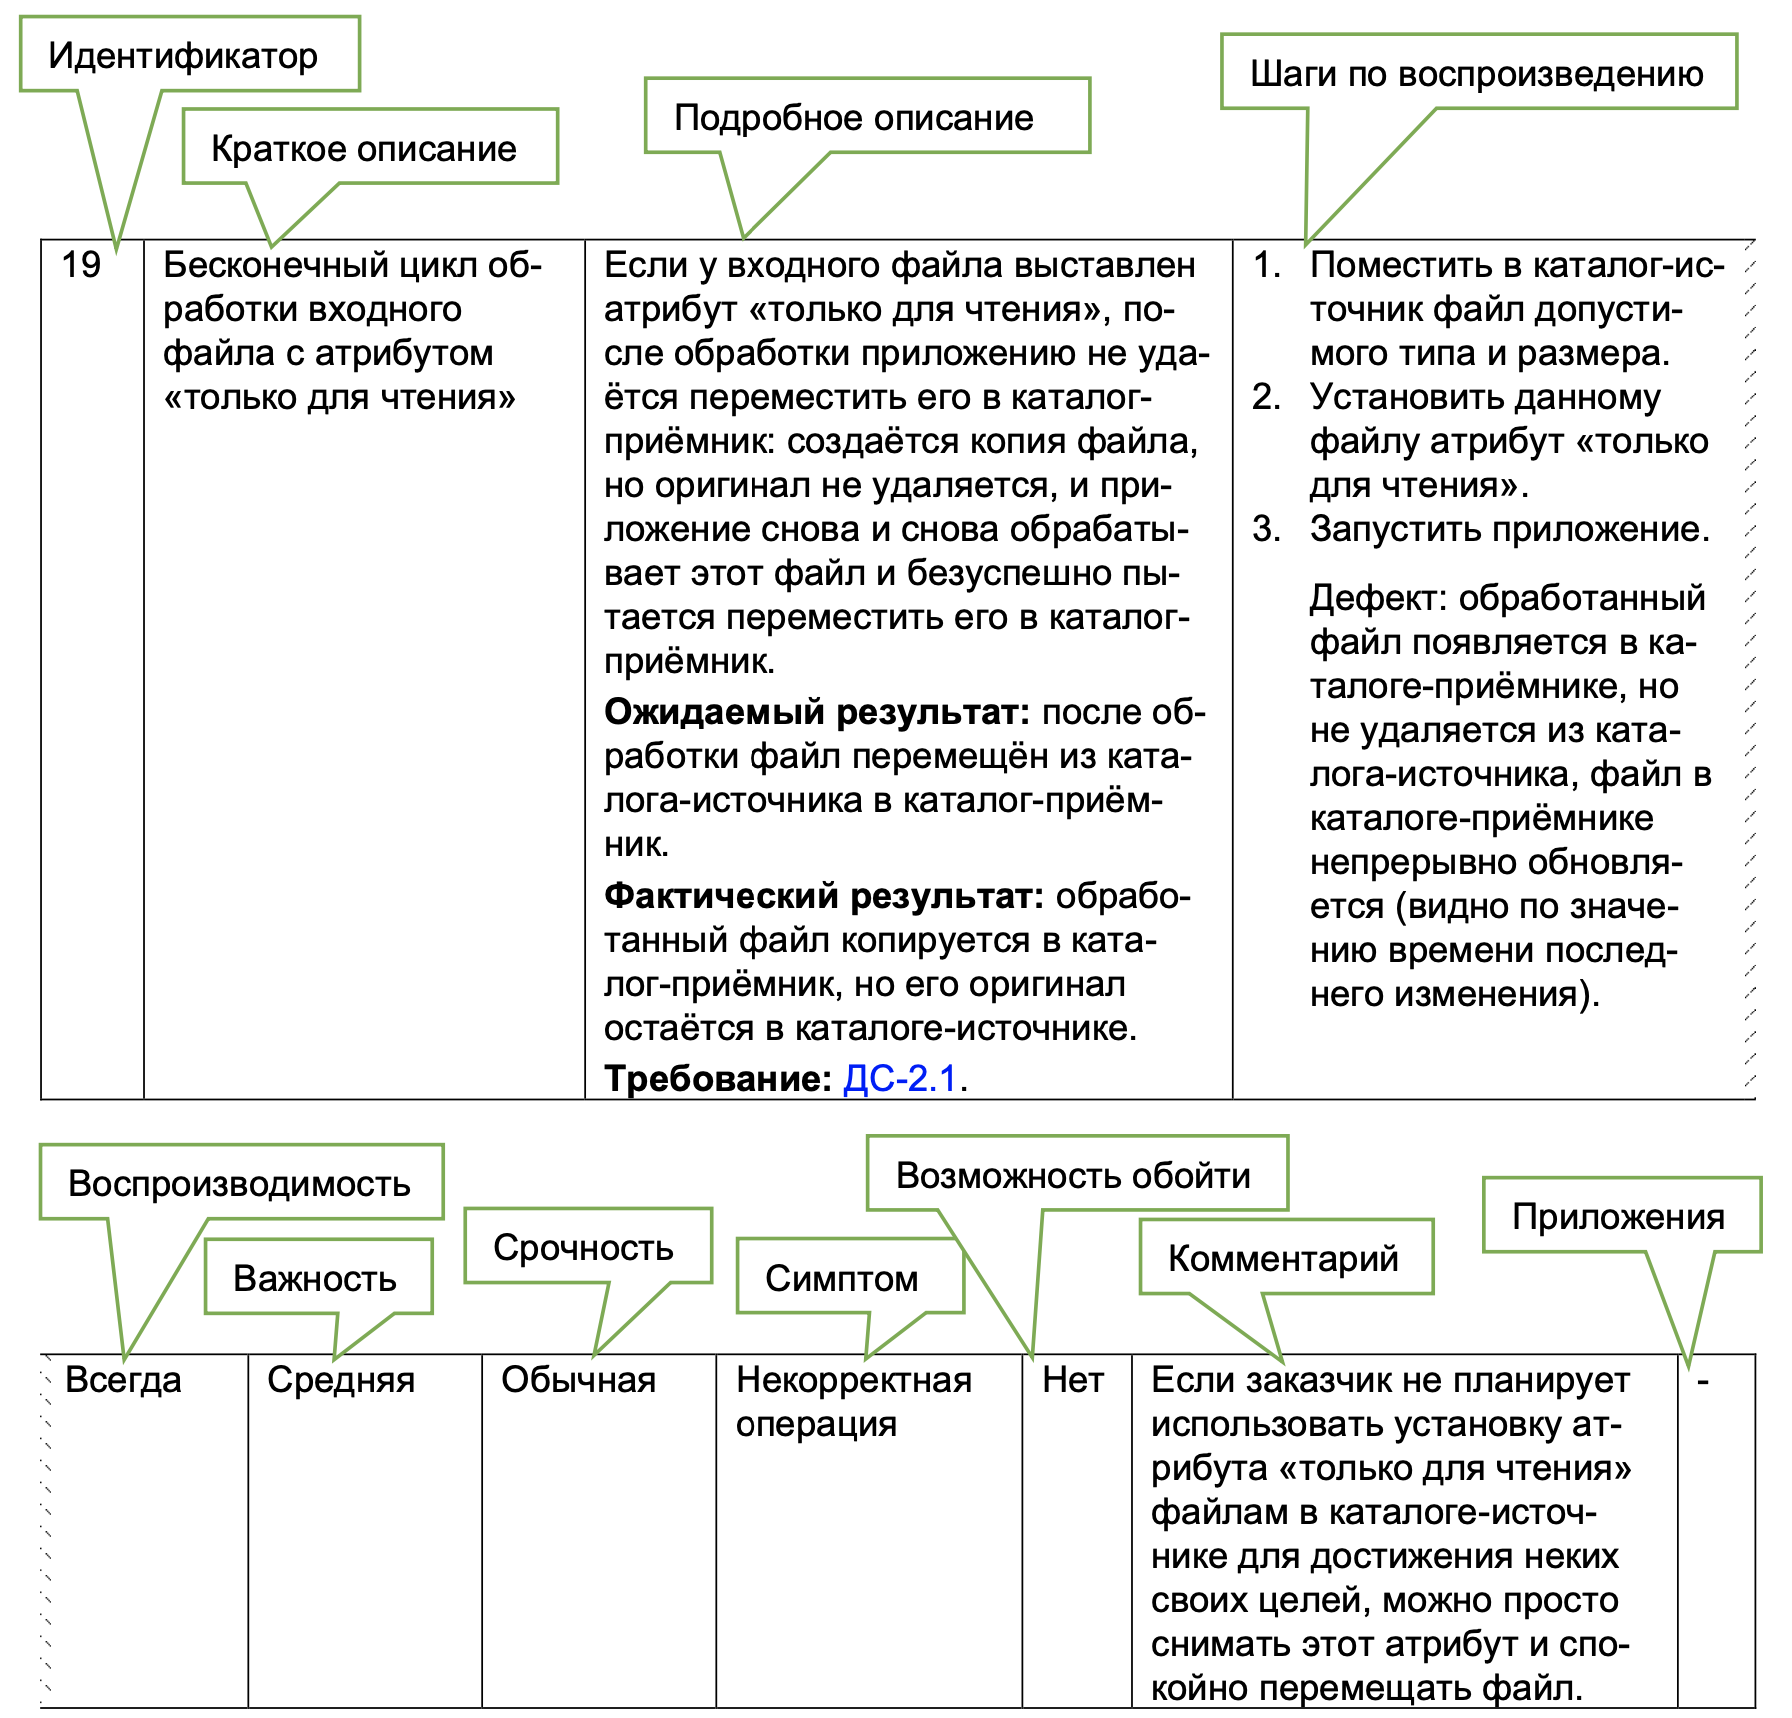 Идентификатор
Краткое описание
Подробное описание
Шаги по воспроизведению
19
Бесконечный цикл об-
работки входного
файла с атрибутом
«только для чтения»
Если у входного файла выставлен
атрибут «только для чтения», по-
сле обработки приложению не уда-
ётся переместить его в каталог-
приёмник: создаётся копия файла,
но оригинал не удаляется, и при-
ложение снова и снова обрабаты-
вает этот файл и безуспешно пы-
тается переместить его в каталог-
приёмник.
Ожидаемый результат: после об-
работки файл перемещён из ката-
лога-источника в каталог-приём-
ник.
Фактический результат: обрабо-
танный файл копируется в ката-
лог-приёмник, но его оригинал
остаётся в каталоге-источнике.
Требование: ДС-2.1.
1. Поместить в каталог-ис-
точник файл допусти-
мого типа и размера.
2. Установить данному
файлу атрибут «только
для чтения».
3. Запустить приложение.
Дефект: обработанный
файл появляется в ка-
талоге-приёмнике, но
не удаляется из ката-
лога-источника, файл в
каталоге-приёмнике
непрерывно обновля-
ется (видно по значе-
нию времени послед-
него изменения).
Воспроизводимость
Важность
Срочность
Симптом
Возможность обойти
Комментарий
Приложения
Всегда
Средняя
Обычная
Некорректная
операция
Нет
Если заказчик не планирует
использовать установку ат-
рибута «только для чтения»
файлам в каталоге-источ-
нике для достижения неких
своих целей, можно просто
снимать этот атрибут и спо-
койно перемещать файл.
-